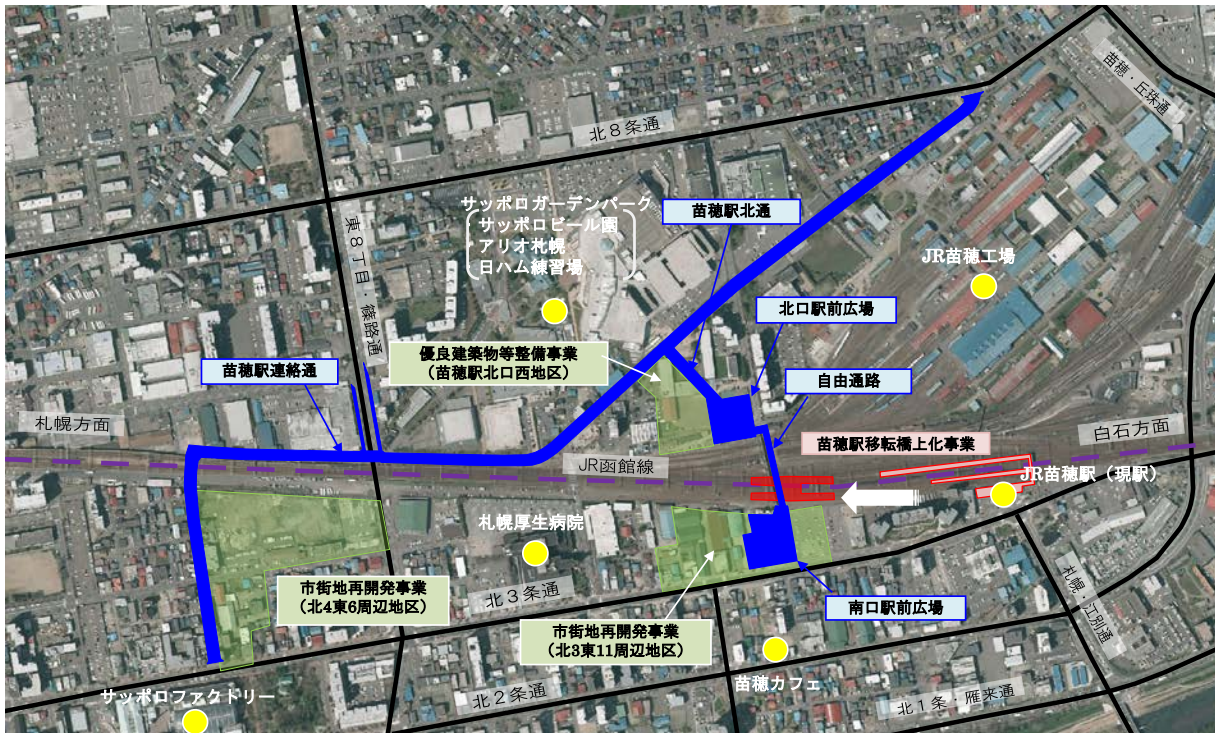 苗穂・丘珠通
北8条通
サッポロガーデンパーク
サッポロビール園
アリオ札幌
日ハム練習場
苗穂駅北通
東8丁目・篠路通
JR苗穂工場
北口駅前広場
優良建築物等整備事業
(苗穂駅北口西地区)
苗穂駅連絡通
自由通路
札幌方面
白石方面
苗穂駅移転橋上化事業
JR函館線
JR苗穂駅(現駅)
札幌厚生病院
市街地再開発事業
(北4東6周辺地区)
北3条通
札幌・江別通
南口駅前広場
市街地再開発事業
(北3東11周辺地区)
苗穂カフェ
サッポロファクトリー
北2条通
北1条・雁来通